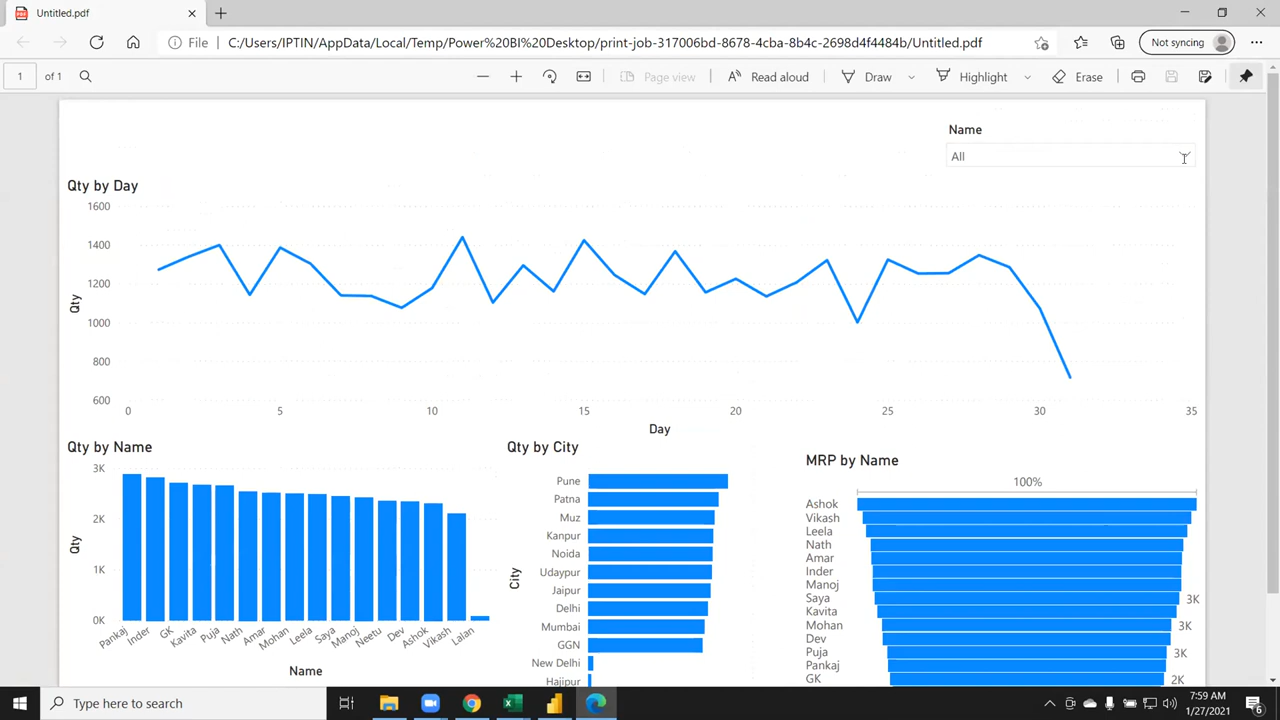 Untitled.pdf
File
C:/Users/IPTIN/AppData/Local/Temp/Power%20BI%20Desktop/print-job-317006bd-8678-4cba-8b4c-2698d4f4484b/Untitled.pdf
Not syncing
1 of 1
Page view
Read aloud
Draw
Highlight
Erase
Name
All
Qty by Day
1600
1400
1200
1000
800
600
Qty
0 5 10 15 20 25 30 35
Day
Qty by Name
3K
2K
1K
0K
Qty
Pankaj Inder GK Kavita Puja Nath Amar Mohan Leela Saya Manoj Neetu Dev Ashok Vikash Lalan
Name
Qty by City
City
Pune
Patna
Muz
Kanpur
Noida
Udaypur
Jaipur
Delhi
Mumbai
GGN
New Delhi
Hajipur
MRP by Name
100%
Ashok
Vikash
Leela
Nath
Amar
Inder
Manoj
Saya 3K
Kavita
Mohan 3K
Dev
Puja 3K
Pankaj
GK 2K
Type here to search
7:59 AM
1/27/2021
6